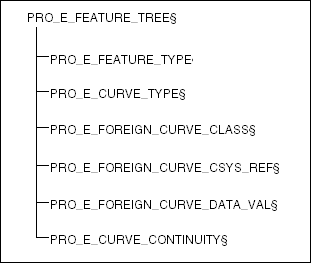 PRO_E_FEATURE_TREE§
PRO_E_FEATURE_TYPE
PRO_E_CURVE_TYPE§
PRO_E_FOREIGN_CURVE_CLASS§
PRO_E_FOREIGN_CURVE_CSYS_REF§
PRO_E_FOREIGN_CURVE_DATA_VAL§
PRO_E_CURVE_CONTINUITY§